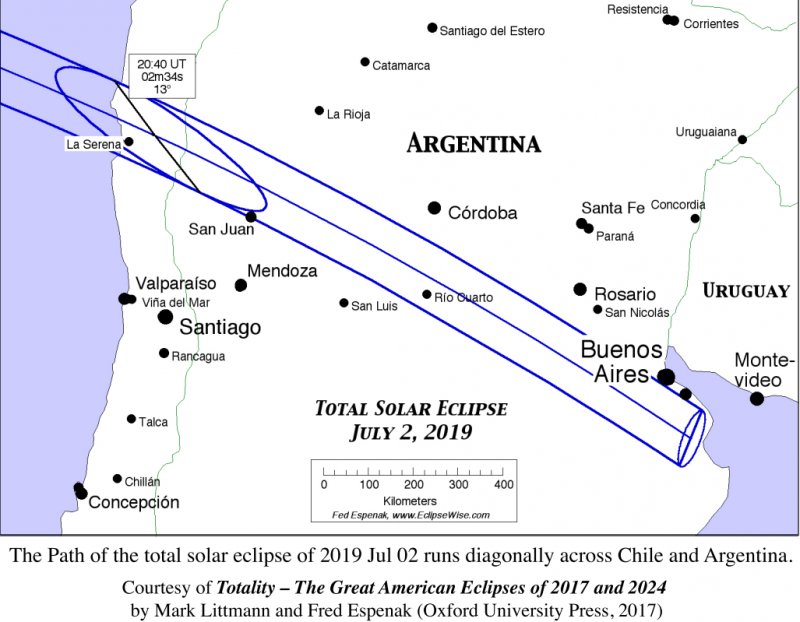 Resistencia
Corrientes
Santiago del Estero
20:40 UT
02m34s
13°
Catamarca
La Rioja
Uruguaiana
La Serena
ARGENTINA
Córdoba
Santa Fe
Concordia
Paraná
San Juan
Mendoza
Valparaíso
Viña del Mar
San Luis
Río Cuarto
Rosario
San Nicolás
URUGUAY
Santiago
Rancagua
Buenos
Aires
Monte-
video
TOTAL SOLAR ECLIPSE
JULY 2, 2019
Talca
Chillán
Concepción
0 100 200 300 400
Kilometers
Fred Espenak, www.EclipseWise.com
The Path of the total solar eclipse of 2019 Jul 02 runs diagonally across Chile and Argentina.
Courtesy of Totality – The Great American Eclipses of 2017 and 2024
by Mark Littmann and Fred Espenak (Oxford University Press, 2017)